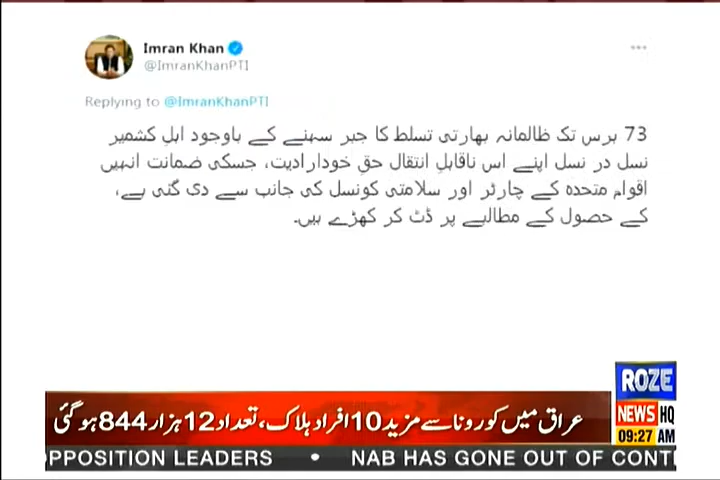 Imran Khan
@ImranKhanPTI
Replying to @ImranKhanPTI
73 برس تک ظالمانہ بھارتی تسلط کا جبر سہنے کے باوجود اہلِ کشمیر
نسل در نسل اپنے اس ناقابلِ انتقال حقِ خودارادیت، جسکی ضمانت انہیں
اقوام متحدہ کے چارٹر اور سلامتی کونسل کی جانب سے دی گئی ہے،
کے حصول کے مطالبے پر ڈٹ کر کھڑے ہیں۔
ROZE
NEWS HQ
09:27 AM
عراق میں کورونا سے مزید 10 افراد ہلاک، تعداد 12 ہزار 844 ہو گئی
PPOSITION LEADERS • NAB HAS GONE OUT OF CONT